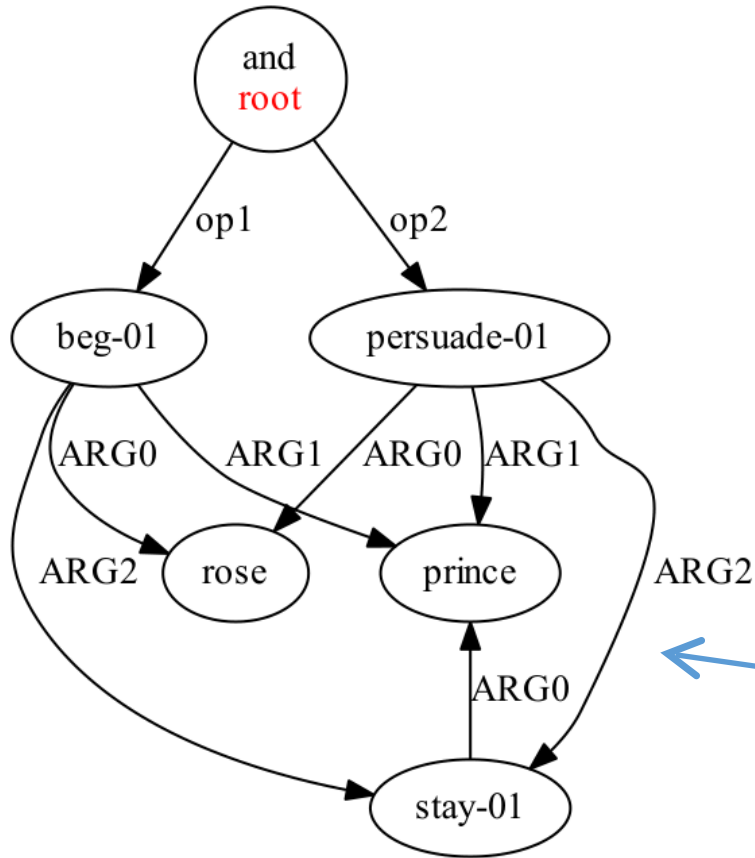 and
root
op1
op2
beg-01
persuade-01
ARG0
ARG1
ARG0
ARG1
ARG2
rose
prince
ARG2
ARG0
stay-01